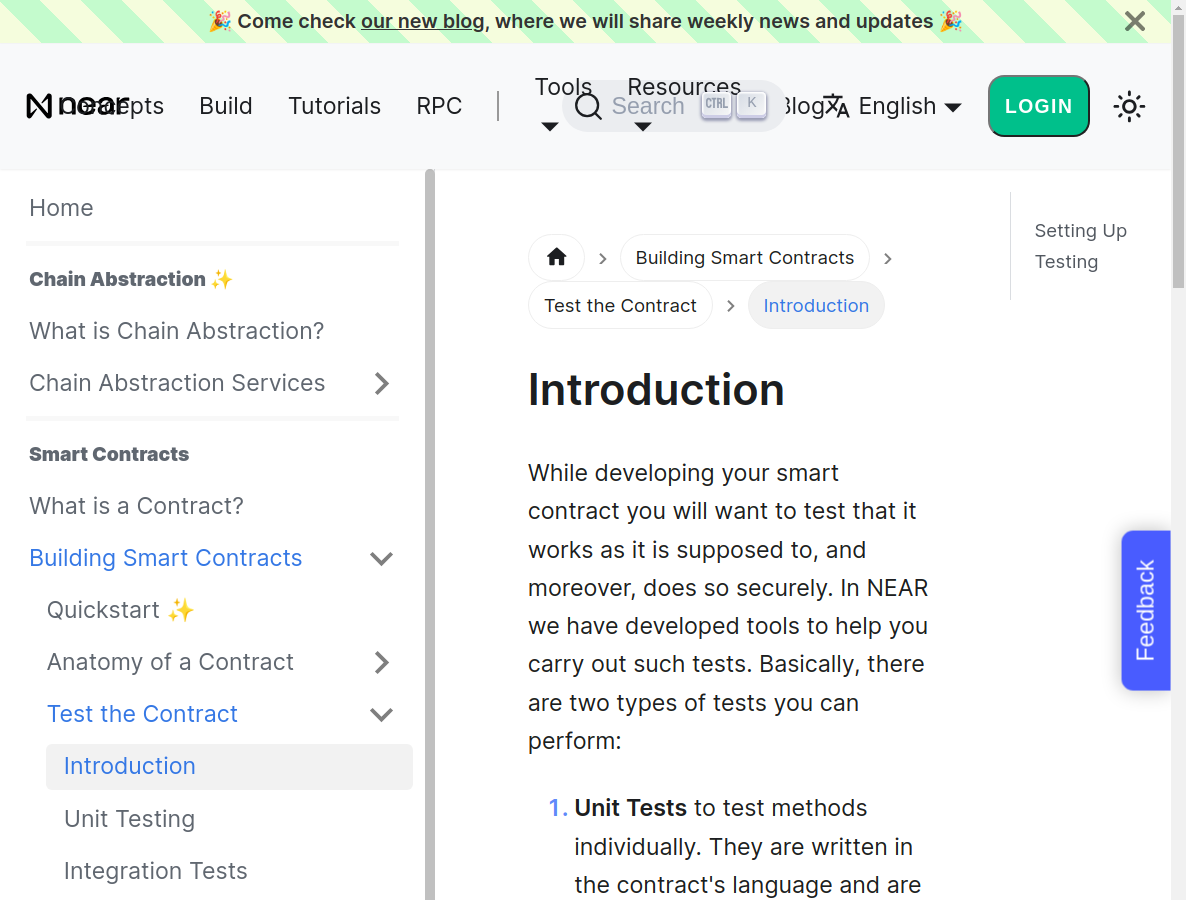 🎉 Come check our new blog, where we will share weekly news and updates 🎉
near
Concepts
Build
Tutorials
RPC
Tools
Resources
Search
CTRL
K
Blog
English
LOGIN
Home
Chain Abstraction ✨
What is Chain Abstraction?
Chain Abstraction Services
Smart Contracts
What is a Contract?
Building Smart Contracts
Quickstart ✨
Anatomy of a Contract
Test the Contract
Introduction
Unit Testing
Integration Tests
Building Smart Contracts
Test the Contract
Introduction
Introduction
While developing your smart
contract you will want to test that it
works as it is supposed to, and
moreover, does so securely. In NEAR
we have developed tools to help you
carry out such tests. Basically, there
are two types of tests you can
perform:
1. Unit Tests to test methods
individually. They are written in
the contract's language and are
Setting Up
Testing
Feedback